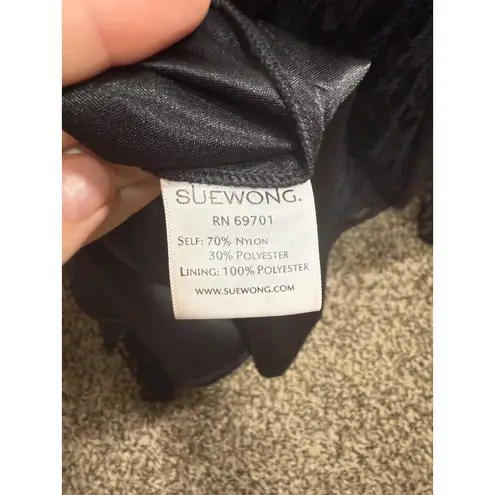 SUEWONG.
RN 69701
SELF: 70% NYLON
30% POLYESTER
LINING: 100% POLYESTER
WWW.SUEWONG.COM